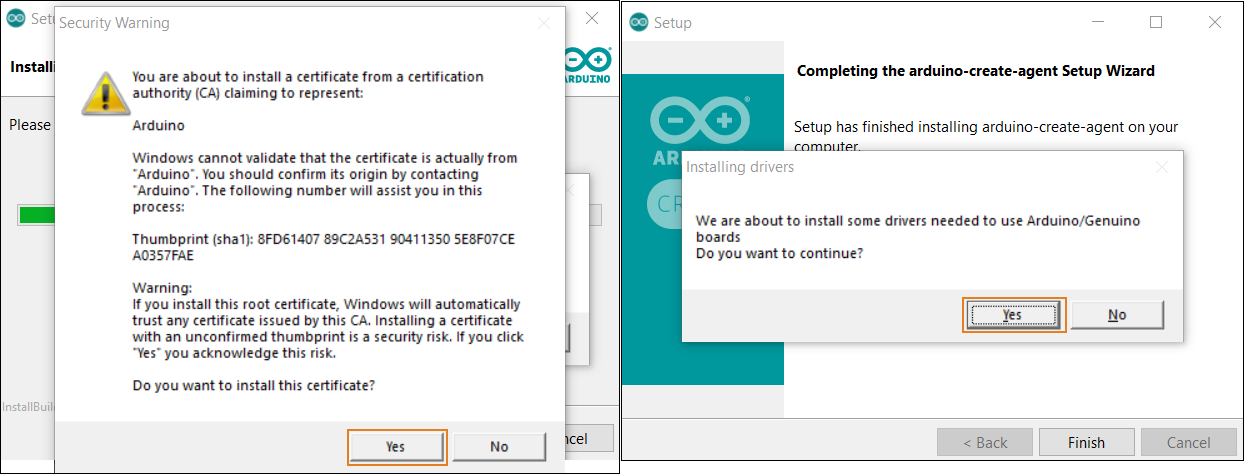 Setu
Security Warning
Installi
ARDUINO
You are about to install a certificate from a certification
authority (CA) claiming to represent:
Please
Arduino
Windows cannot validate that the certificate is actually from
"Arduino". You should confirm its origin by contacting
"Arduino". The following number will assist you in this
process:
Thumbprint (sha1): 8FD61407 89C2A531 90411350 5E8F07CE
A0357FAE
Warning:
If you install this root certificate, Windows will automatically
trust any certificate issued by this CA. Installing a certificate
with an unconfirmed thumbprint is a security risk. If you click
"Yes" you acknowledge this risk.
Do you want to install this certificate?
InstallBuil
Yes
No
ncel
Setup
Completing the arduino-create-agent Setup Wizard
Setup has finished installing arduino-create-agent on your
computer.
AR
CR
Installing drivers
We are about to install some drivers needed to use Arduino/Genuino
boards
Do you want to continue?
Yes
No
< Back
Finish
Cancel